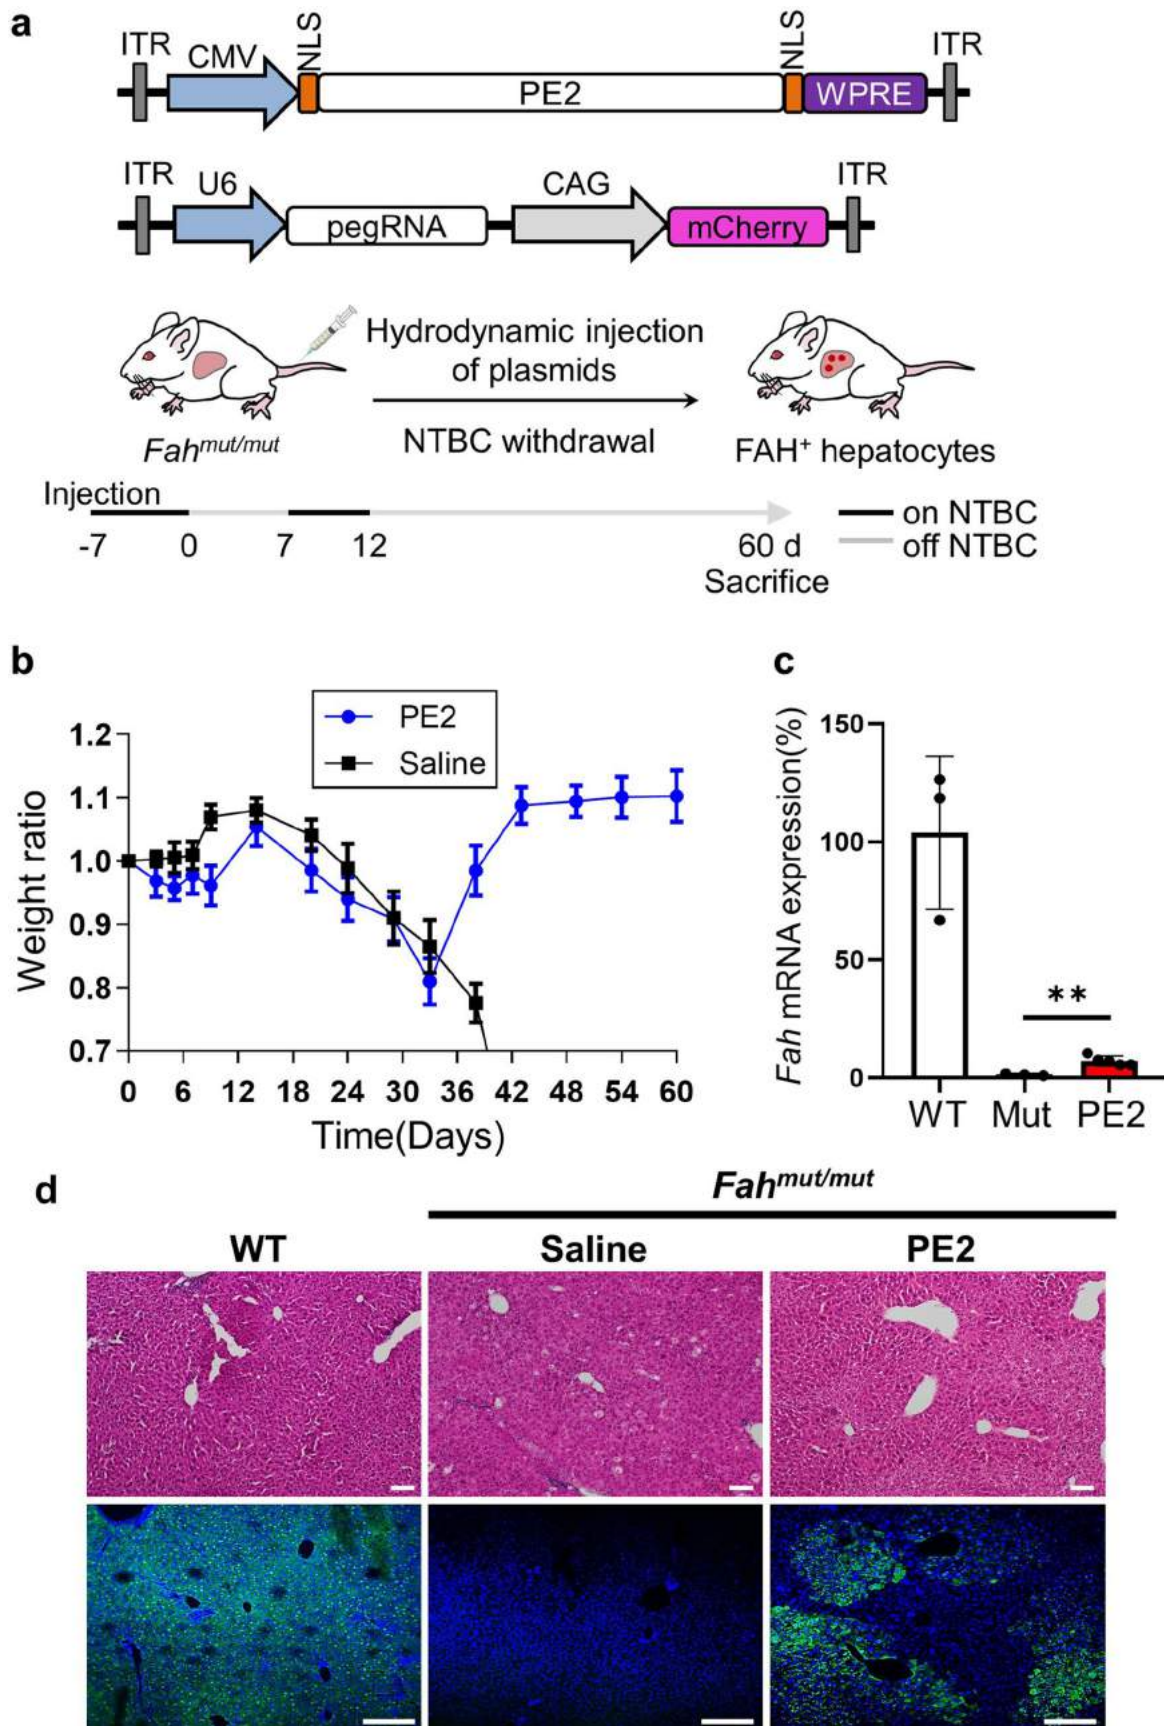 a
ITR
CMV
NLS
PE2
NLS
WPRE
ITR
ITR
U6
pegRNA
CAG
mCherry
ITR
Hydrodynamic injection
of plasmids
NTBC withdrawal
Fah^mut/mut
FAH⁺ hepatocytes
Injection
-7 0 7 12 60 d
Sacrifice
on NTBC
off NTBC
b
PE2
Saline
Weight ratio
1.2
1.1
1.0
0.9
0.8
0.7
0 6 12 18 24 30 36 42 48 54 60
Time(Days)
c
Fah mRNA expression(%)
150
100
50
0
**
WT Mut PE2
d
Fah^mut/mut
WT Saline PE2